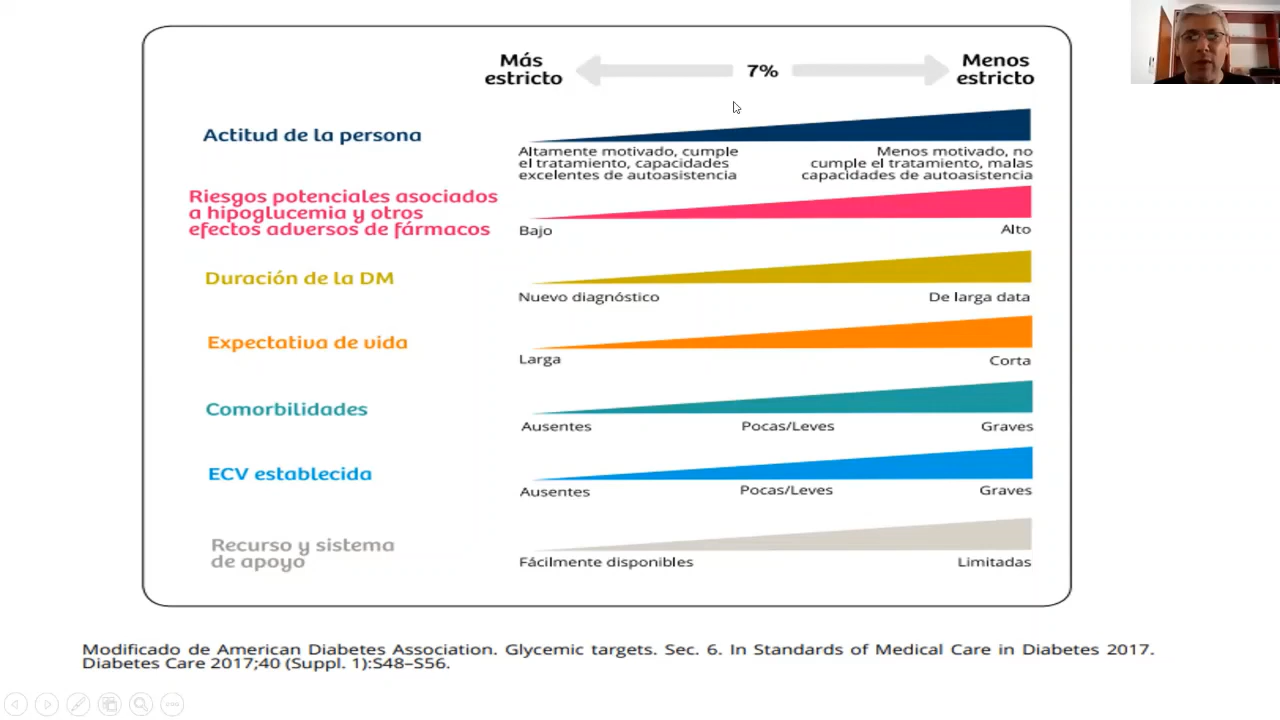 Más
estricto
7%
Menos
estricto
Actitud de la persona
Altamente motivado, cumple
el tratamiento, capacidades
excelentes de autoasistencia
Menos motivado, no
cumple el tratamiento, malas
capacidades de autoasistencia
Riesgos potenciales asociados
a hipoglucemia y otros
efectos adversos de fármacos
Bajo
Alto
Duración de la DM
Nuevo diagnóstico
De larga data
Expectativa de vida
Larga
Corta
Comorbilidades
Ausentes
Pocas/Leves
Graves
ECV establecida
Ausentes
Pocas/Leves
Graves
Recurso y sistema
de apoyo
Fácilmente disponibles
Limitadas
Modificado de American Diabetes Association. Glycemic targets. Sec. 6. In Standards of Medical Care in Diabetes 2017.
Diabetes Care 2017;40 (Suppl. 1):S48–S56.